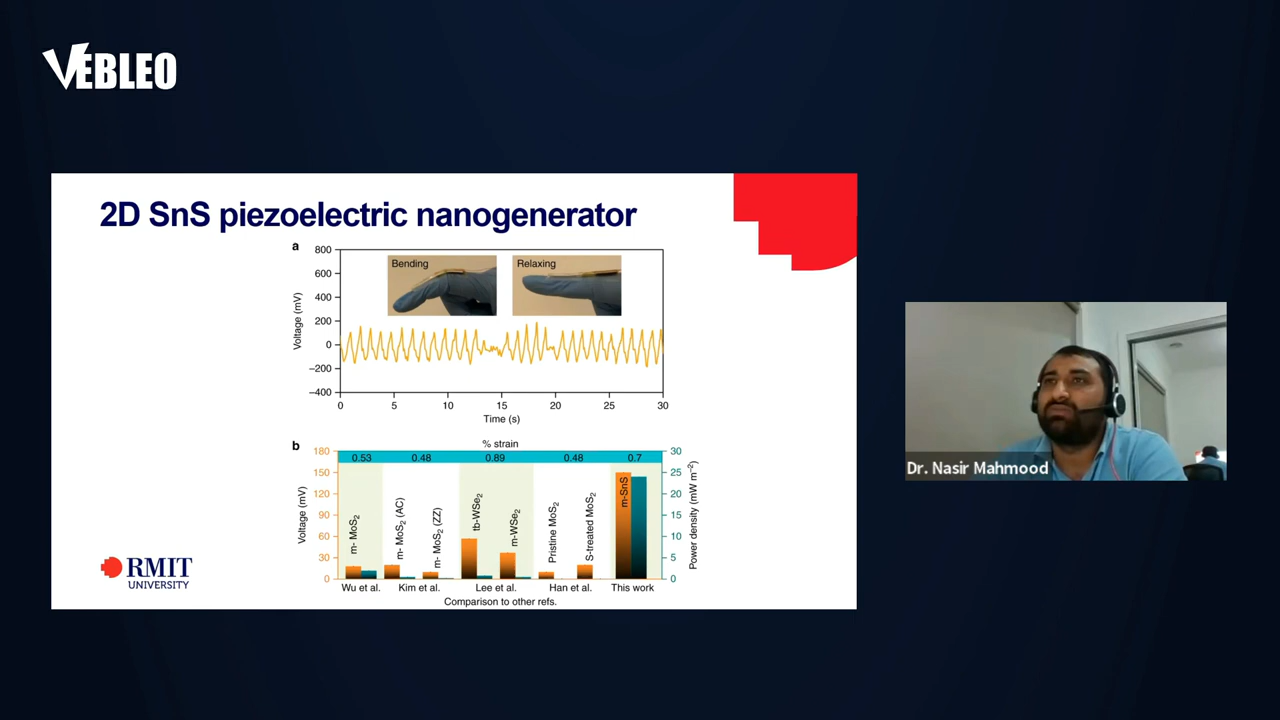 VEBLEO
2D SnS piezoelectric nanogenerator
a
800
600
400
200
0
−200
−400
Voltage (mV)
Bending
Relaxing
0 5 10 15 20 25 30
Time (s)
b
% strain
0.53 0.48 0.89 0.48 0.7
180
150
120
90
60
30
0
Voltage (mV)
m- MoS₂
m- MoS₂ (AC)
m- MoS₂ (ZZ)
tb-WSe₂
m-WSe₂
Pristine MoS₂
S-treated MoS₂
m-SnS
30
25
20
15
10
5
0
Power density (mW m⁻²)
Wu et al. Kim et al. Lee et al. Han et al. This work
Comparison to other refs.
RMIT
UNIVERSITY
Dr. Nasir Mahmood